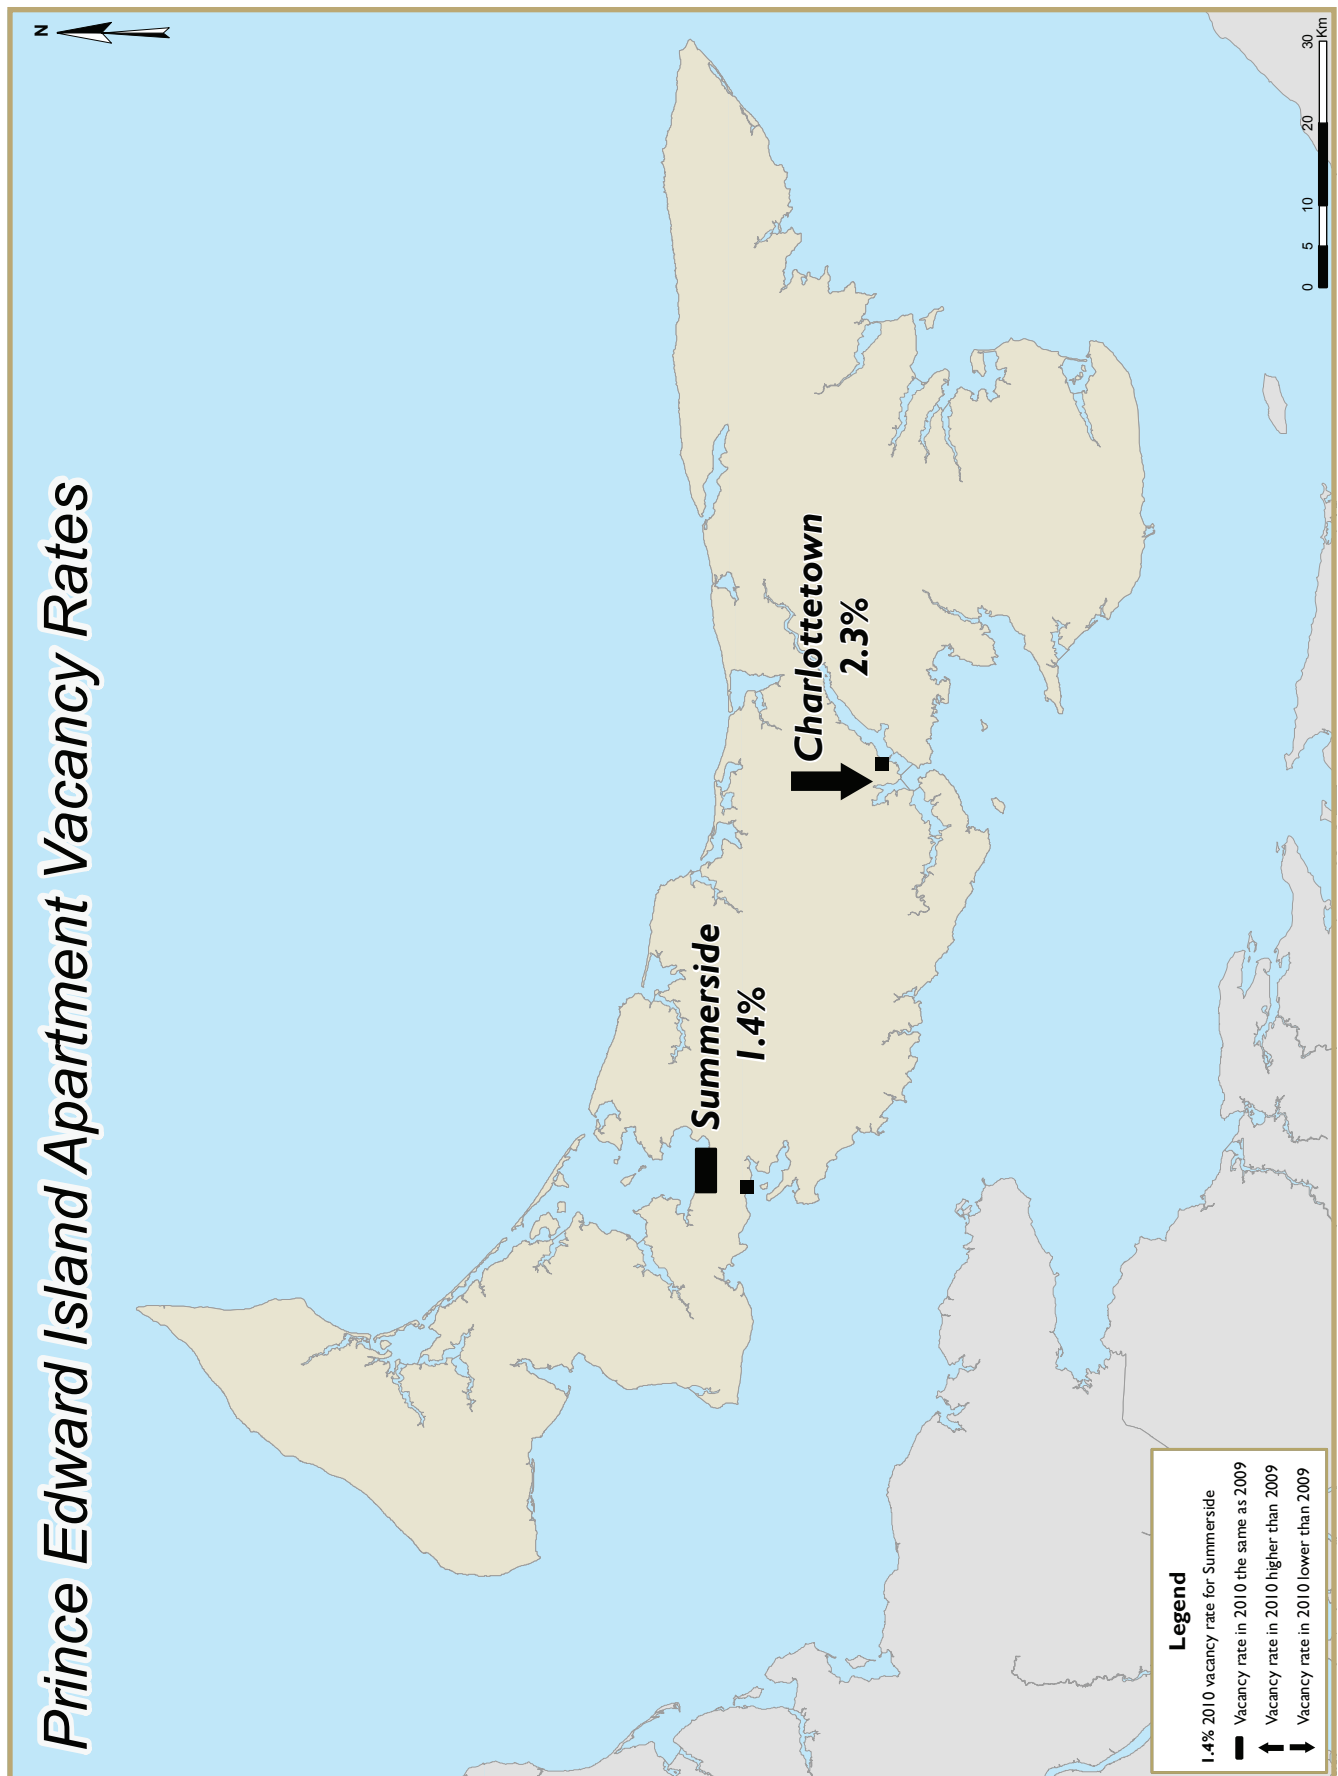 Prince Edward Island Apartment Vacancy Rates
N
Summerside
1.4%
Charlottetown
2.3%
Legend
1.4% 2010 vacancy rate for Summerside
Vacancy rate in 2010 the same as 2009
Vacancy rate in 2010 higher than 2009
Vacancy rate in 2010 lower than 2009
0 5 10 20 30
Km